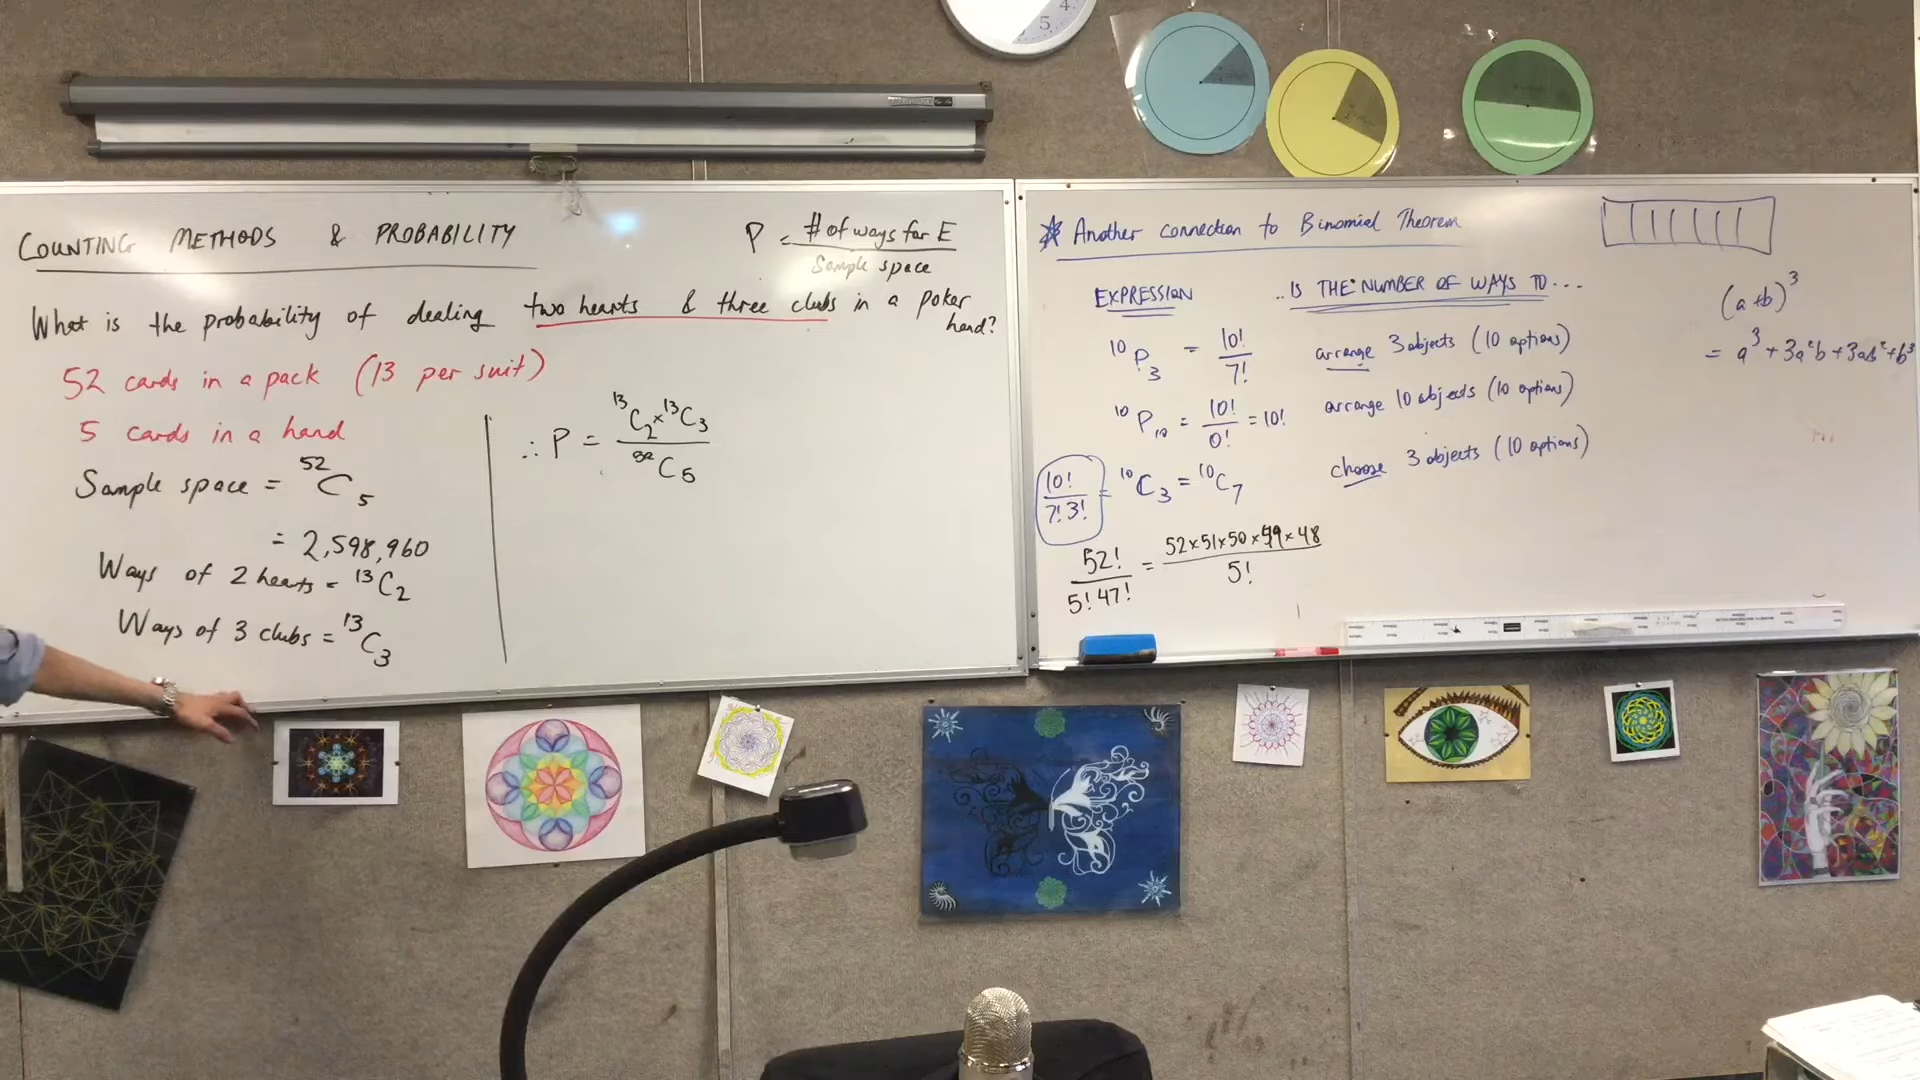 COUNTING METHODS & PROBABILITY
P = # of ways for E / Sample space
What is the probability of dealing two hearts & three clubs in a poker hand?
52 cards in a pack (13 per suit)
5 cards in a hand
Sample space = ⁵²C₅
= 2,598,960
Ways of 2 hearts = ¹³C₂
Ways of 3 clubs = ¹³C₃
∴ P = ¹³C₂ × ¹³C₃ / ⁵²C₅
Another connection to Binomial Theorem
EXPRESSION ..IS THE NUMBER OF WAYS TO...
¹⁰P₃ = 10!/7! arrange 3 objects (10 options)
¹⁰P₁₀ = 10!/0! = 10! arrange 10 objects (10 options)
10!/7!3! = ¹⁰C₃ = ¹⁰C₇ choose 3 objects (10 options)
52!/5!47! = 52×51×50×49×48/5!
(a+b)³
= a³ + 3a²b + 3ab² + b³
5 4